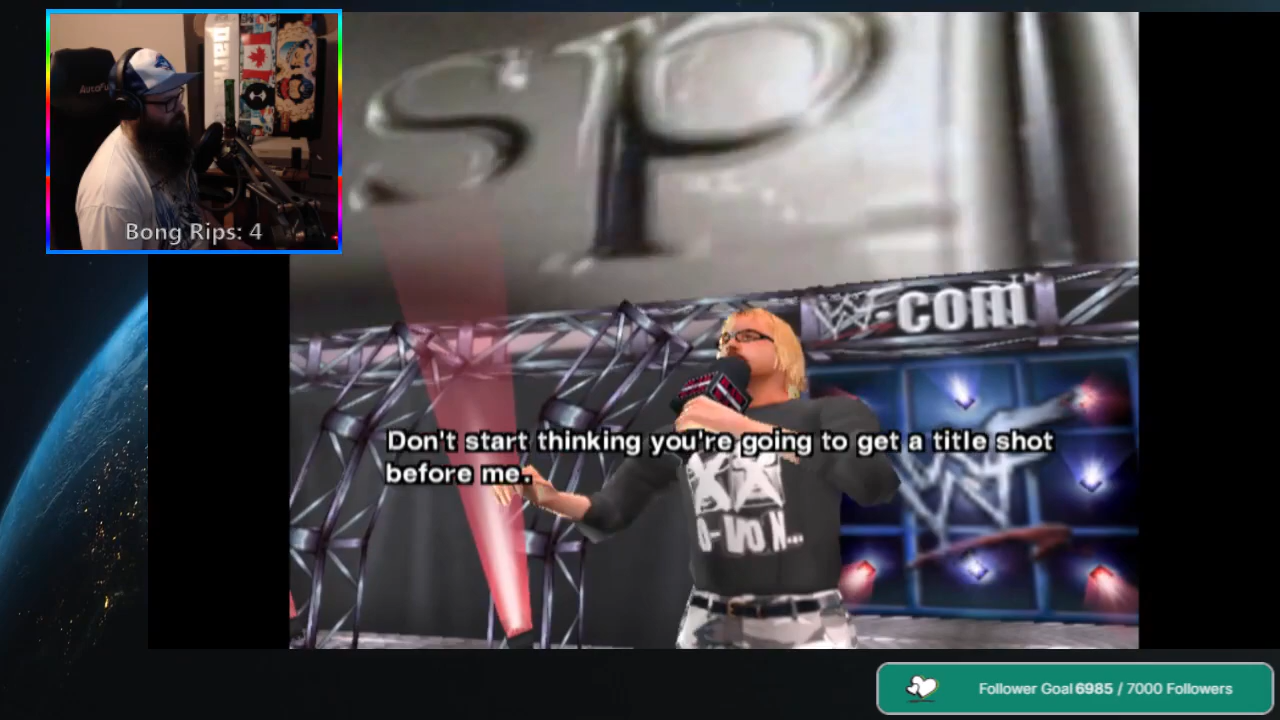 sp
Bong Rips: 4
.com
Don't start thinking you're going to get a title shot
before me.
Follower Goal 6985 / 7000 Followers